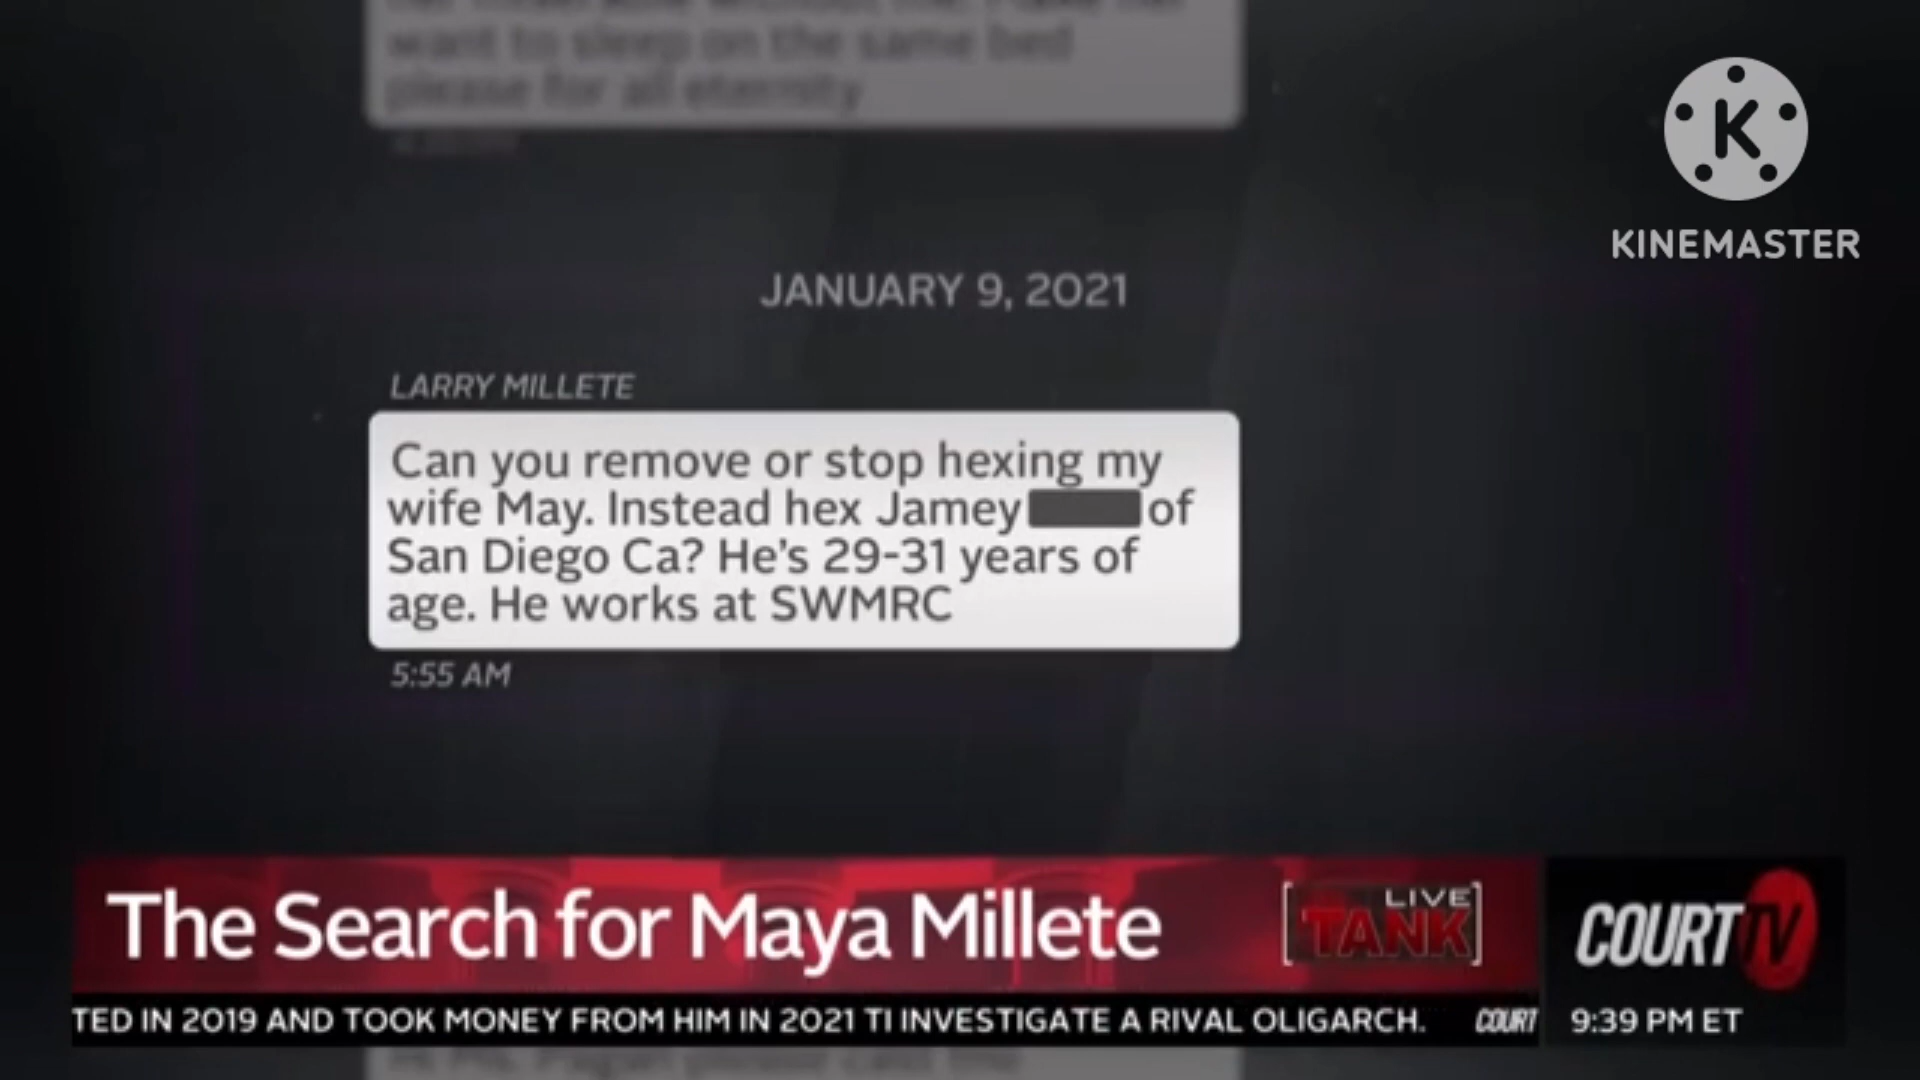 want to sleep on the same bed
please for all eternity
KINEMASTER
JANUARY 9, 2021
LARRY MILLETE
Can you remove or stop hexing my
wife May. Instead hex Jamey of
San Diego Ca? He's 29-31 years of
age. He works at SWMRC
5:55 AM
The Search for Maya Millete
LIVE
TANK
COURT TV
TED IN 2019 AND TOOK MONEY FROM HIM IN 2021 TI INVESTIGATE A RIVAL OLIGARCH.
COURT
9:39 PM ET